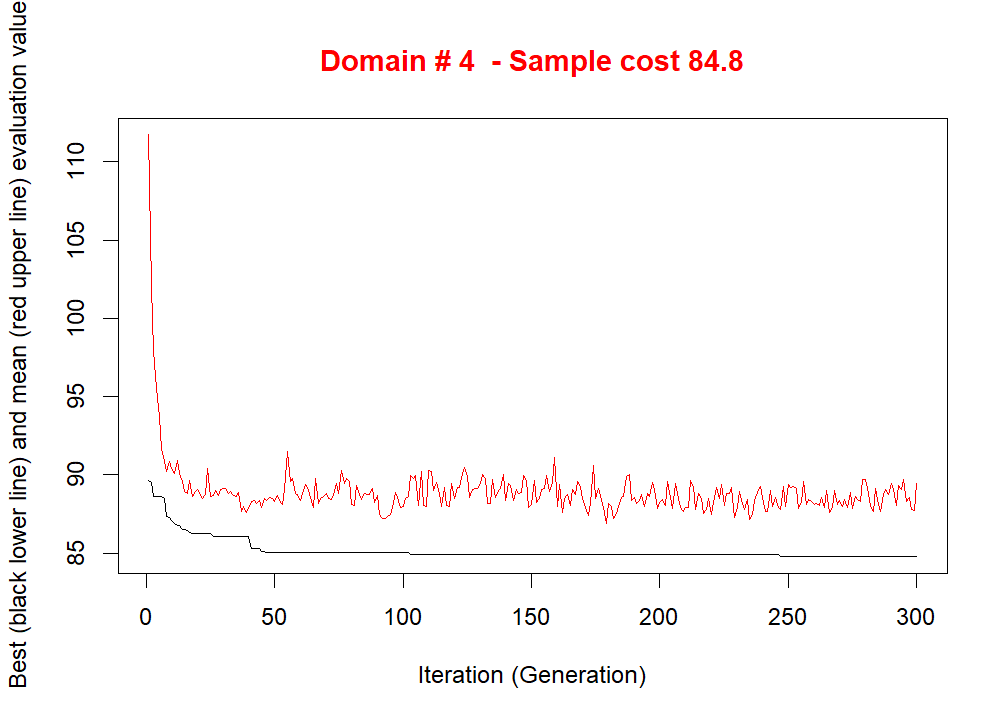 Domain # 4  - Sample cost 84.8
Best (black lower line) and mean (red upper line) evaluation value
110
105
100
95
90
85
0 50 100 150 200 250 300
Iteration (Generation)